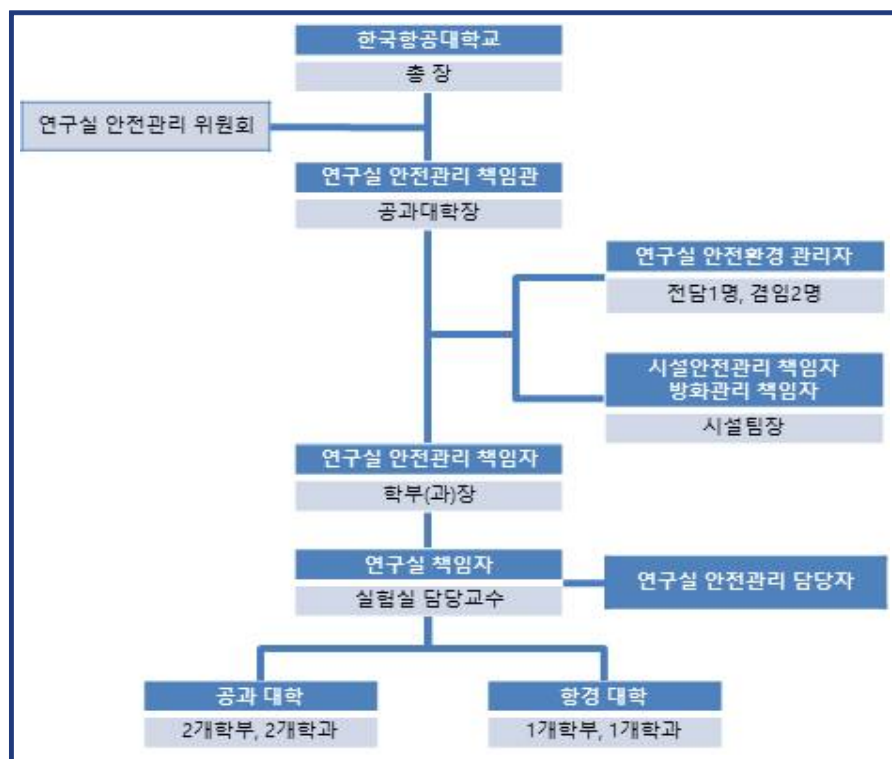 한국항공대학교
총 장
연구실 안전관리 위원회
연구실 안전관리 책임관
공과대학장
연구실 안전환경 관리자
전담1명, 겸임2명
시설안전관리 책임자
방화관리 책임자
시설팀장
연구실 안전관리 책임자
학부(과)장
연구실 책임자
실험실 담당교수
연구실 안전관리 담당자
공과 대학
2개학부, 2개학과
항경 대학
1개학부, 1개학과